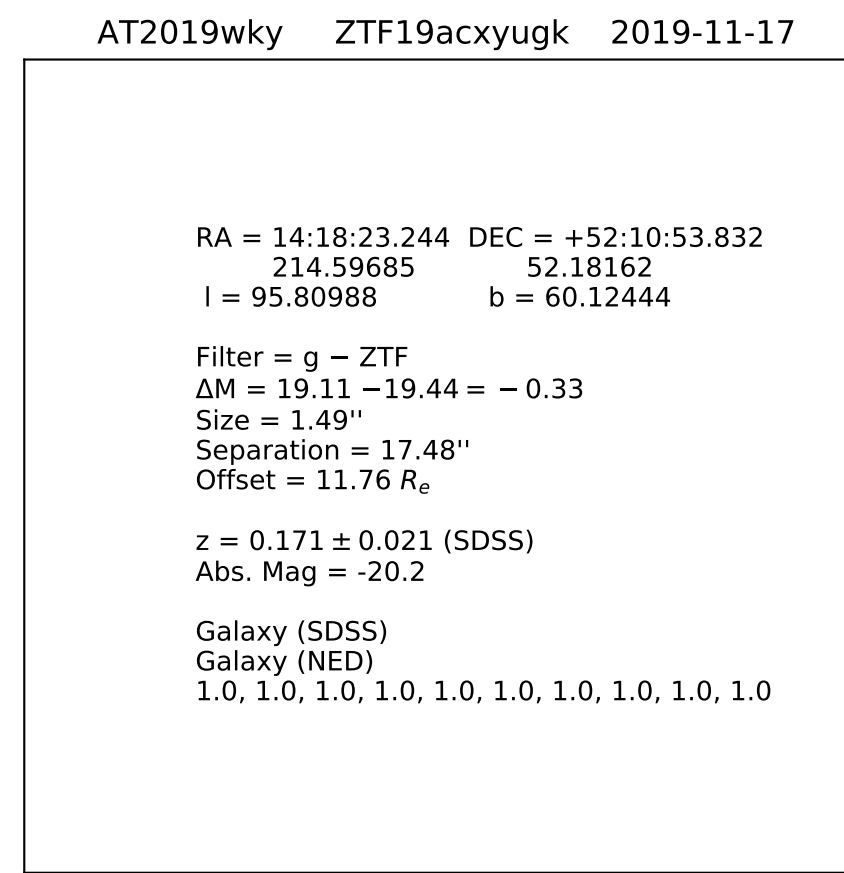 AT2019wky ZTF19acxyugk 2019-11-17
RA = 14:18:23.244 DEC = +52:10:53.832
214.59685 52.18162
l = 95.80988 b = 60.12444
Filter = g − ZTF
ΔM = 19.11 −19.44 = − 0.33
Size = 1.49''
Separation = 17.48''
Offset = 11.76 Re
z = 0.171 ± 0.021 (SDSS)
Abs. Mag = -20.2
Galaxy (SDSS)
Galaxy (NED)
1.0, 1.0, 1.0, 1.0, 1.0, 1.0, 1.0, 1.0, 1.0, 1.0